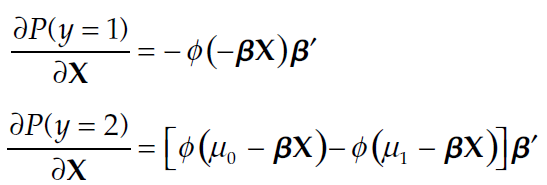 ∂P(y = 1)/∂X = − ϕ(−βX)β′
∂P(y = 2)/∂X = [ϕ(μ₀ − βX)− ϕ(μ₁ − βX)]β′